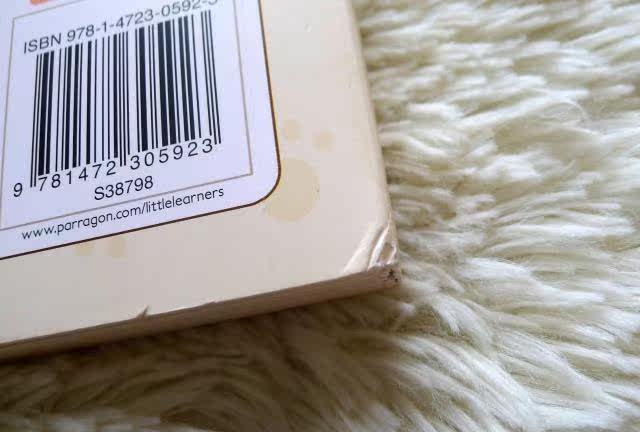 ISBN 978-1-4723-0592-3
9 781472 305923
S38798
www.parragon.com/littlelearners